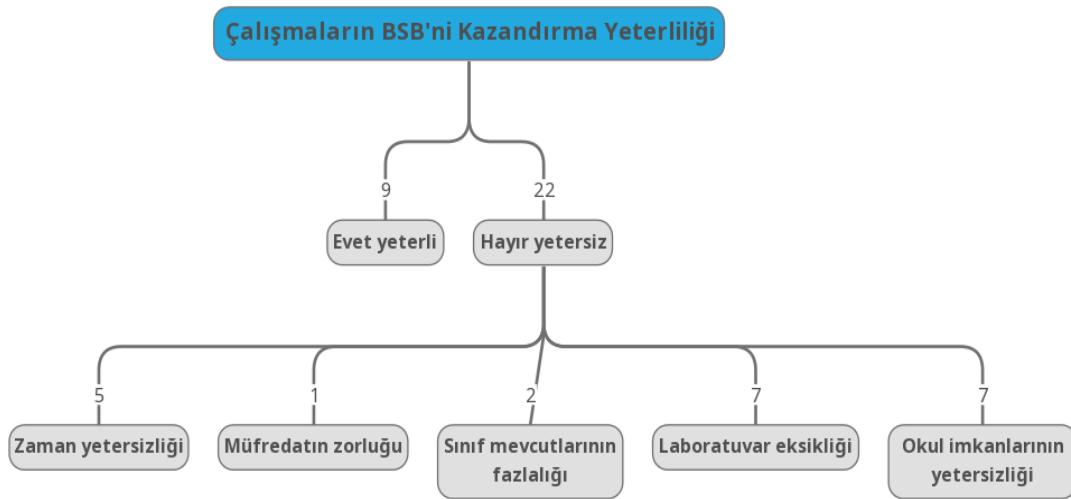 Çalışmaların BSB'ni Kazandırma Yeterliliği
9
22
Evet yeterli
Hayır yetersiz
5
1
2
7
7
Zaman yetersizliği
Müfredatın zorluğu
Sınıf mevcutlarının
fazlalığı
Laboratuvar eksikliği
Okul imkanlarının
yetersizliği